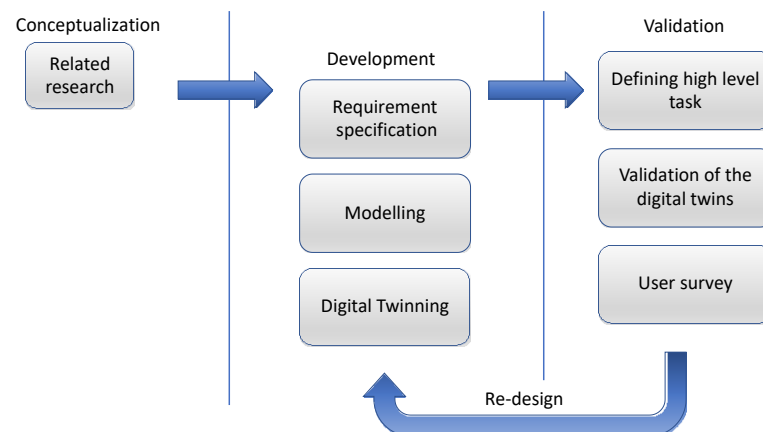 Conceptualization
Related
research
Development
Requirement
specification
Modelling
Digital Twinning
Validation
Defining high level
task
Validation of the
digital twins
User survey
Re-design